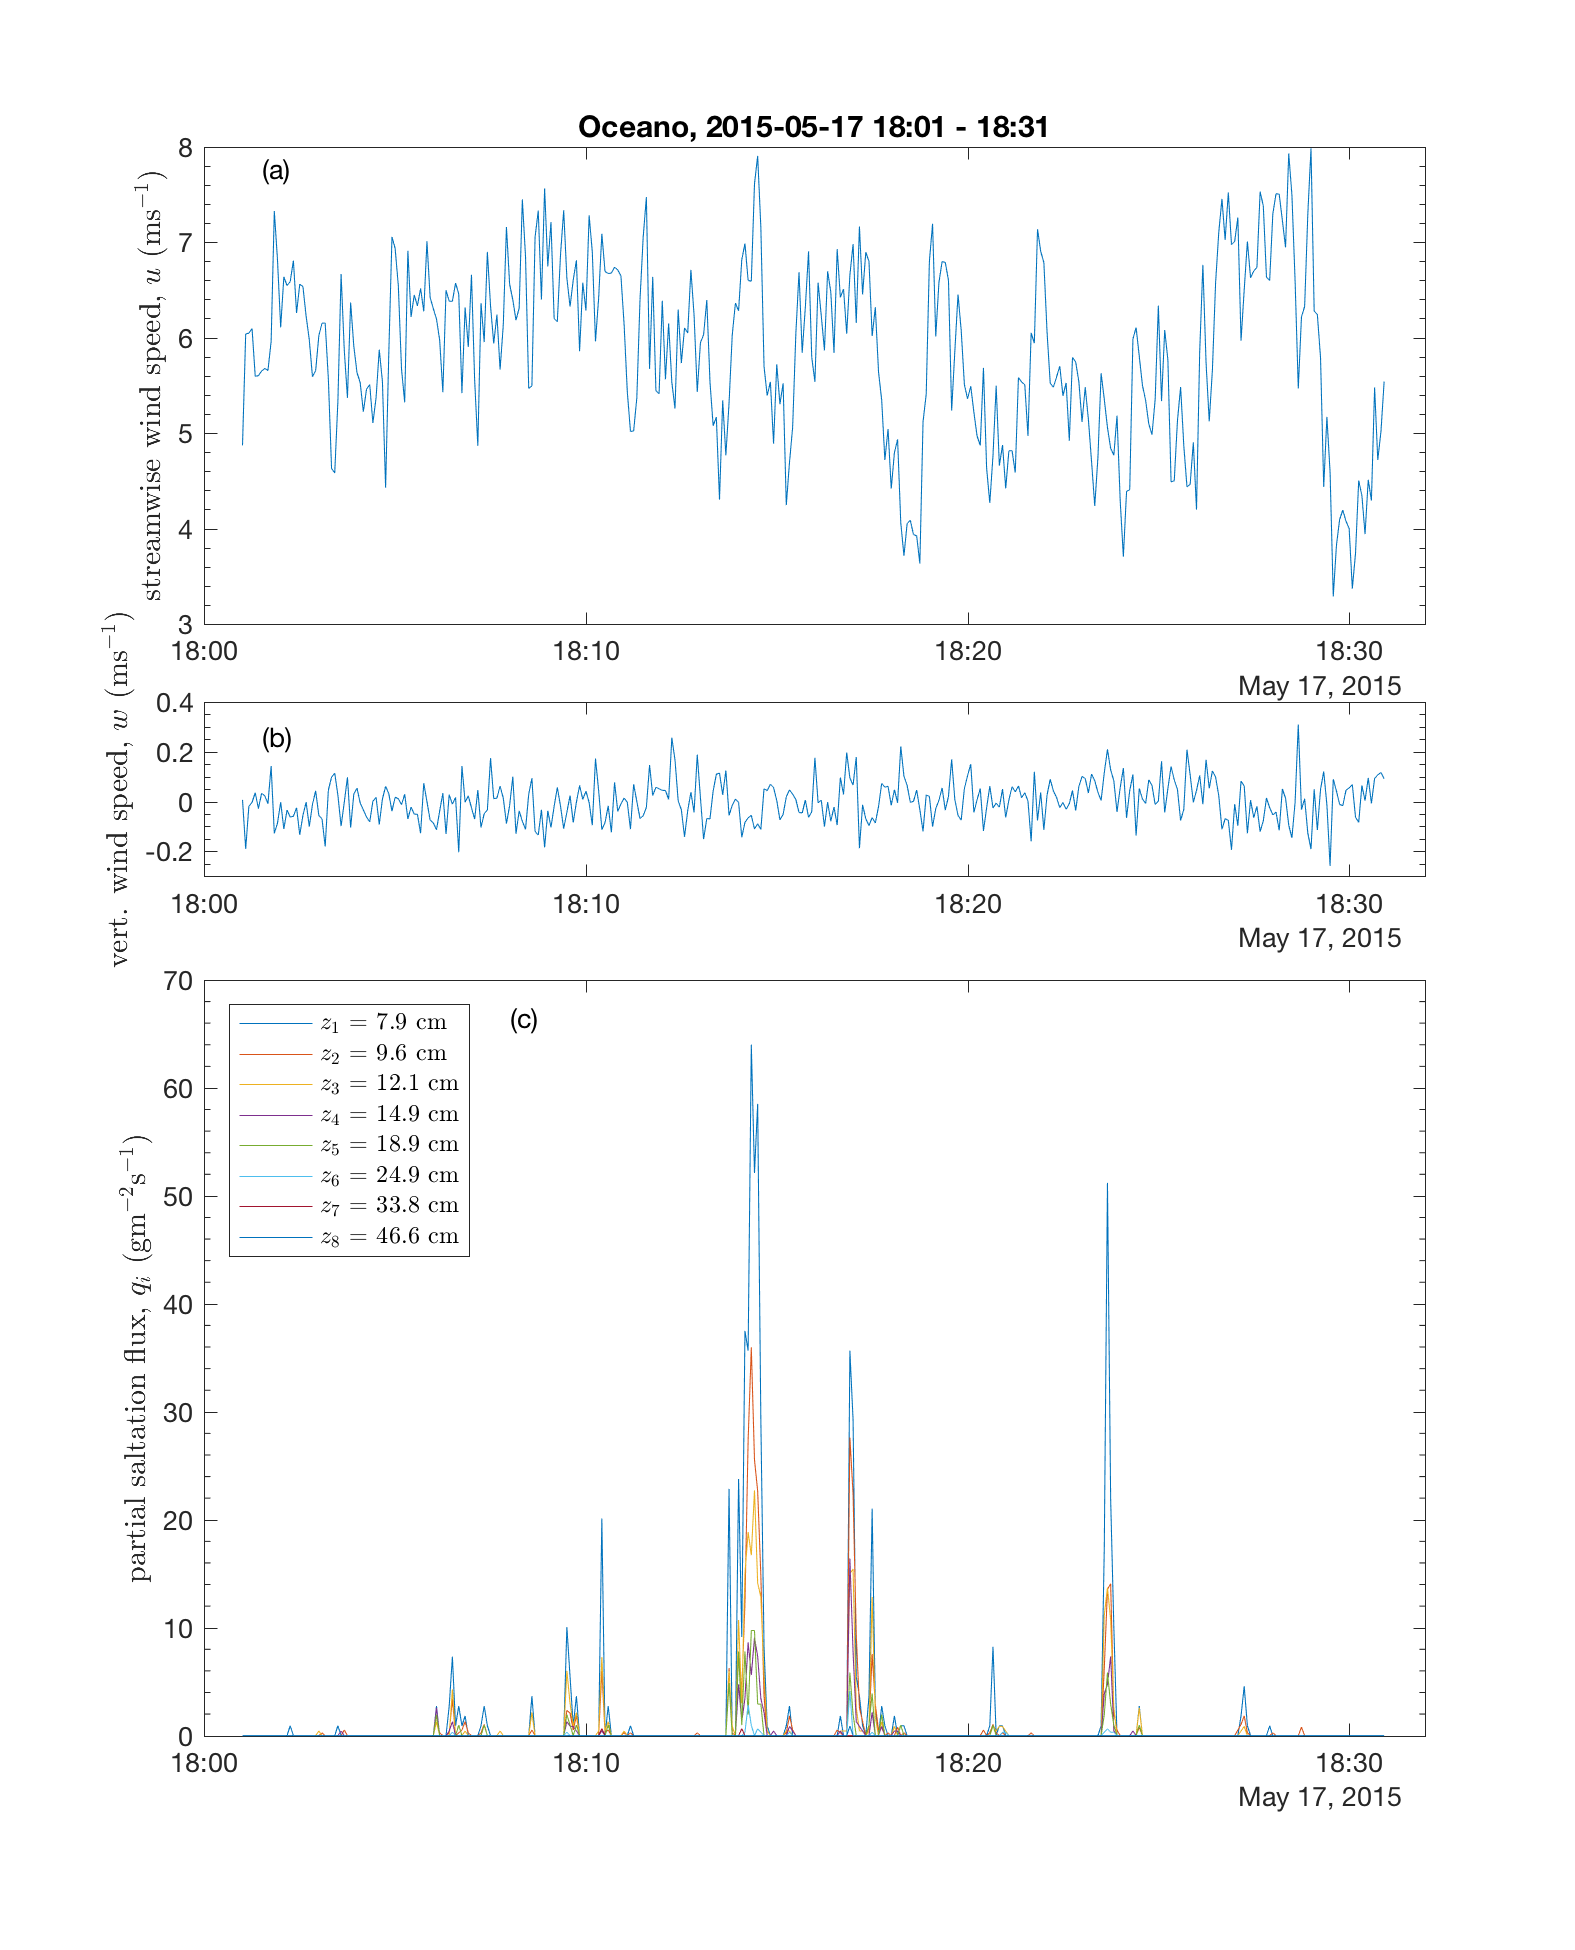 Oceano, 2015-05-17 18:01 - 18:31
(a)
streamwise wind speed, u (ms⁻¹)
8
7
6
5
4
3
18:00 18:10 18:20 18:30
May 17, 2015
(b)
vert. wind speed, w (ms⁻¹)
0.4
0.2
0
-0.2
18:00 18:10 18:20 18:30
May 17, 2015
(c)
partial saltation flux, qᵢ (gm⁻²s⁻¹)
70
60
50
40
30
20
10
0
z₁ = 7.9 cm
z₂ = 9.6 cm
z₃ = 12.1 cm
z₄ = 14.9 cm
z₅ = 18.9 cm
z₆ = 24.9 cm
z₇ = 33.8 cm
z₈ = 46.6 cm
18:00 18:10 18:20 18:30
May 17, 2015